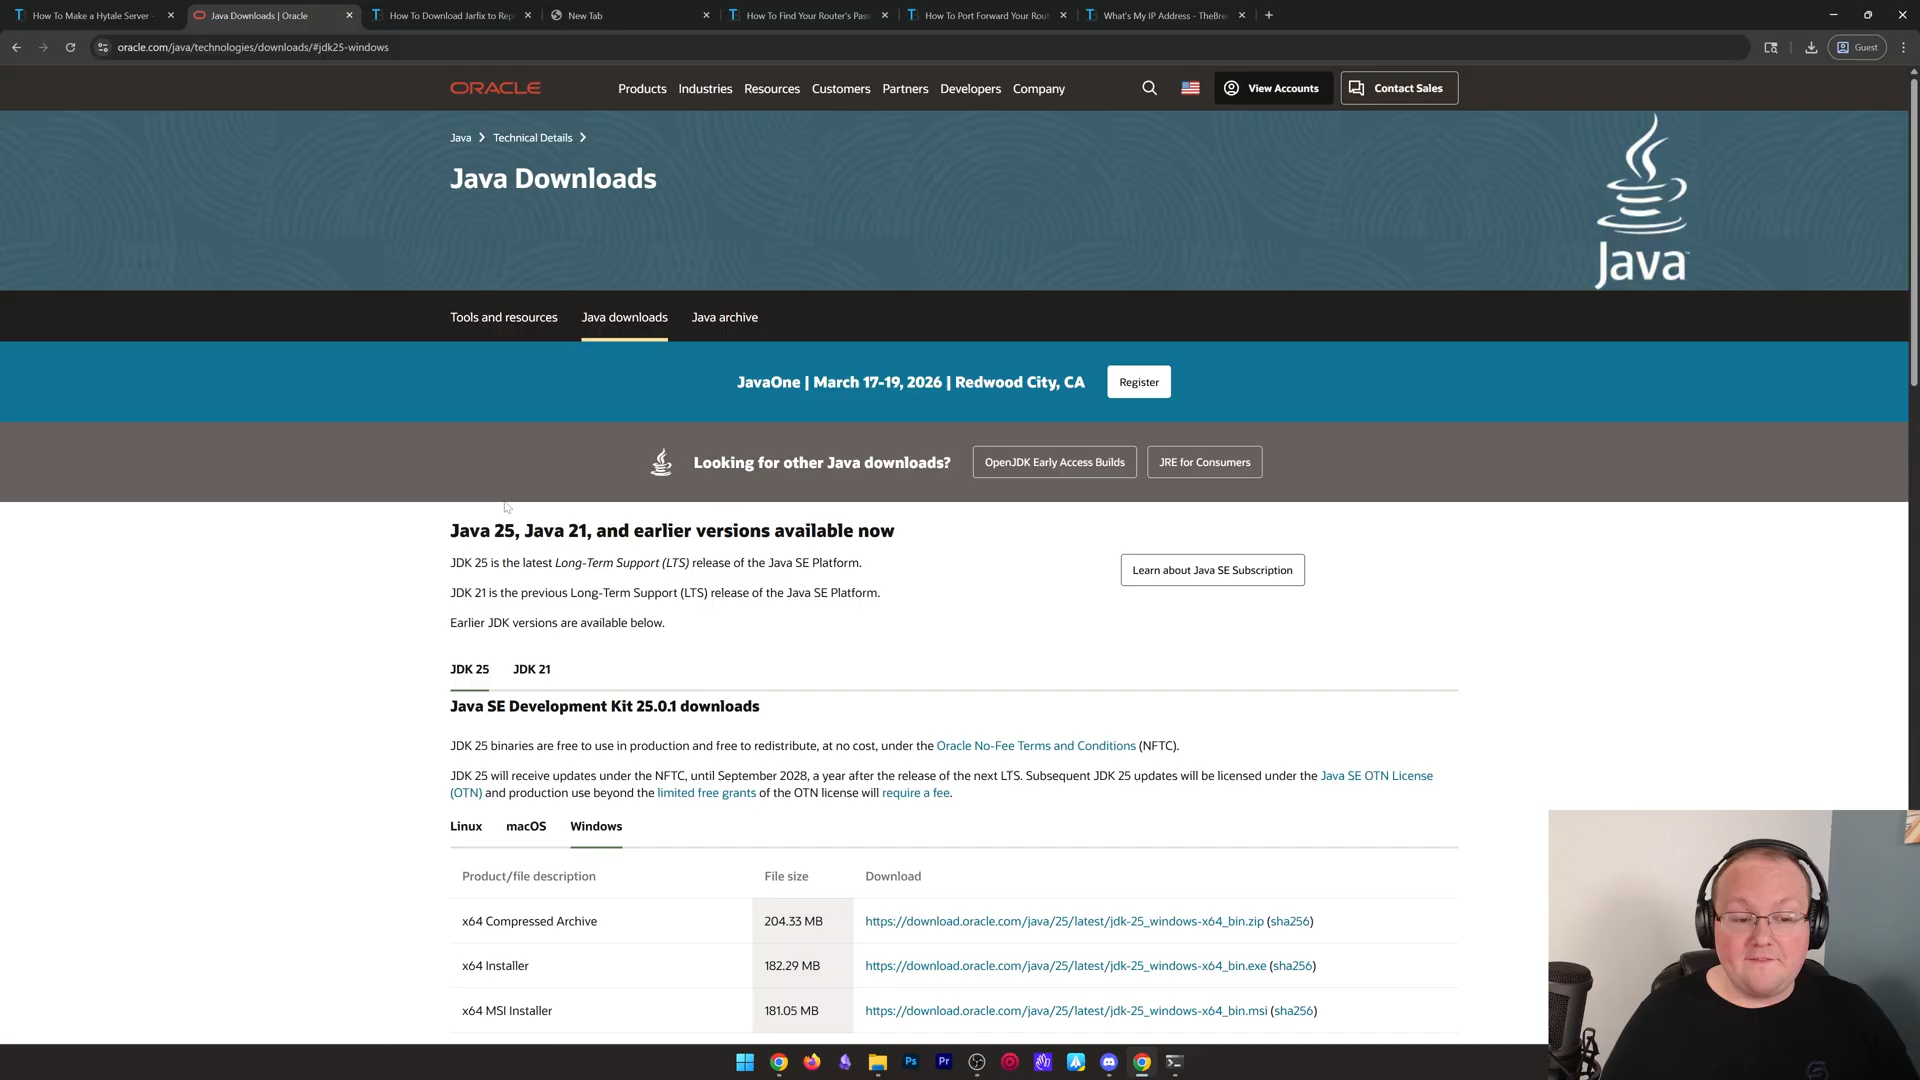 How To Make a Hytale Server -
Java Downloads | Oracle
How To Download Jarfix to Rep
New Tab
How To Find Your Router's Pass
How To Port Forward Your Rout
What's My IP Address - TheBre
oracle.com/java/technologies/downloads/#jdk25-windows
Guest
ORACLE
Products
Industries
Resources
Customers
Partners
Developers
Company
View Accounts
Contact Sales
Java
Technical Details
Java Downloads
Java
Tools and resources
Java downloads
Java archive
JavaOne | March 17-19, 2026 | Redwood City, CA
Register
Looking for other Java downloads?
OpenJDK Early Access Builds
JRE for Consumers
Java 25, Java 21, and earlier versions available now
JDK 25 is the latest Long-Term Support (LTS) release of the Java SE Platform.
Learn about Java SE Subscription
JDK 21 is the previous Long-Term Support (LTS) release of the Java SE Platform.
Earlier JDK versions are available below.
JDK 25
JDK 21
Java SE Development Kit 25.0.1 downloads
JDK 25 binaries are free to use in production and free to redistribute, at no cost, under the Oracle No-Fee Terms and Conditions (NFTC).
JDK 25 will receive updates under the NFTC, until September 2028, a year after the release of the next LTS. Subsequent JDK 25 updates will be licensed under the Java SE OTN License
(OTN) and production use beyond the limited free grants of the OTN license will require a fee.
Linux
macOS
Windows
Product/file description
File size
Download
x64 Compressed Archive
204.33 MB
https://download.oracle.com/java/25/latest/jdk-25_windows-x64_bin.zip (sha256)
x64 Installer
182.29 MB
https://download.oracle.com/java/25/latest/jdk-25_windows-x64_bin.exe (sha256)
x64 MSI Installer
181.05 MB
https://download.oracle.com/java/25/latest/jdk-25_windows-x64_bin.msi (sha256)
Ps
Pr